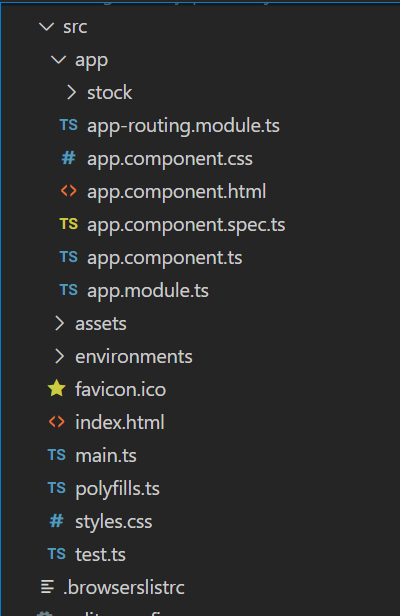 src
app
stock
TS app-routing.module.ts
# app.component.css
<> app.component.html
TS app.component.spec.ts
TS app.component.ts
TS app.module.ts
assets
environments
favicon.ico
<> index.html
TS main.ts
TS polyfills.ts
# styles.css
TS test.ts
.browserslistrc